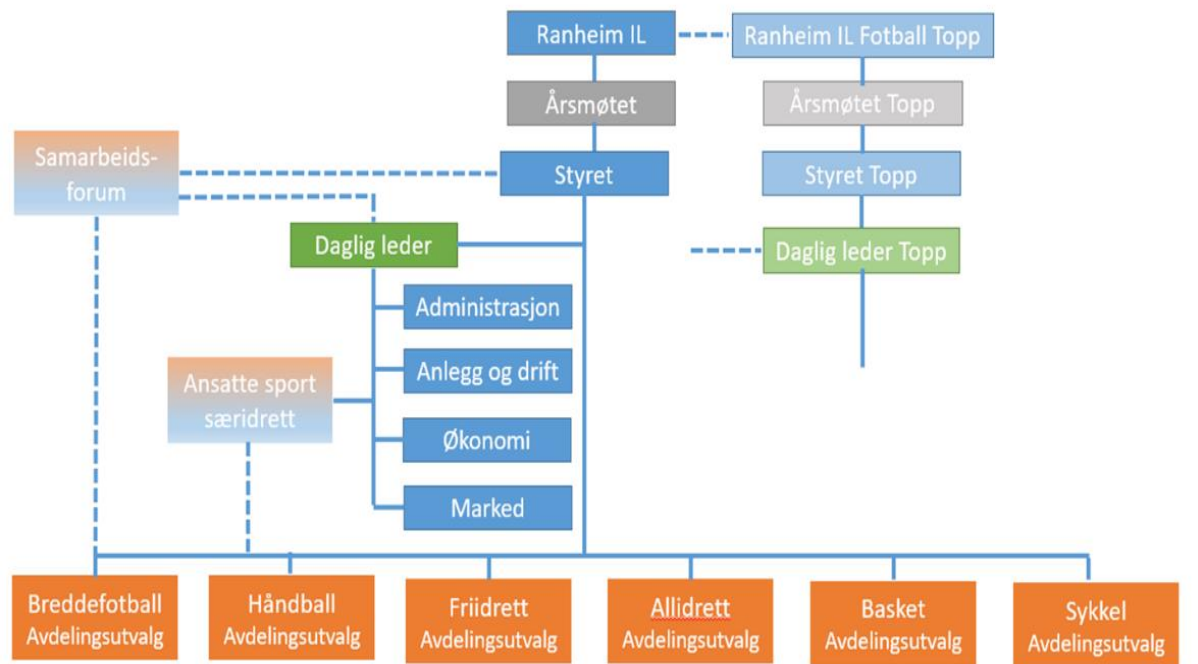 Ranheim IL
Ranheim IL Fotball Topp
Årsmøtet
Årsmøtet Topp
Samarbeids-
forum
Styret
Styret Topp
Daglig leder
Daglig leder Topp
Administrasjon
Anlegg og drift
Ansatte sport
særidrett
Økonomi
Marked
Breddefotball
Avdelingsutvalg
Håndball
Avdelingsutvalg
Friidrett
Avdelingsutvalg
Allidrett
Avdelingsutvalg
Basket
Avdelingsutvalg
Sykkel
Avdelingsutvalg